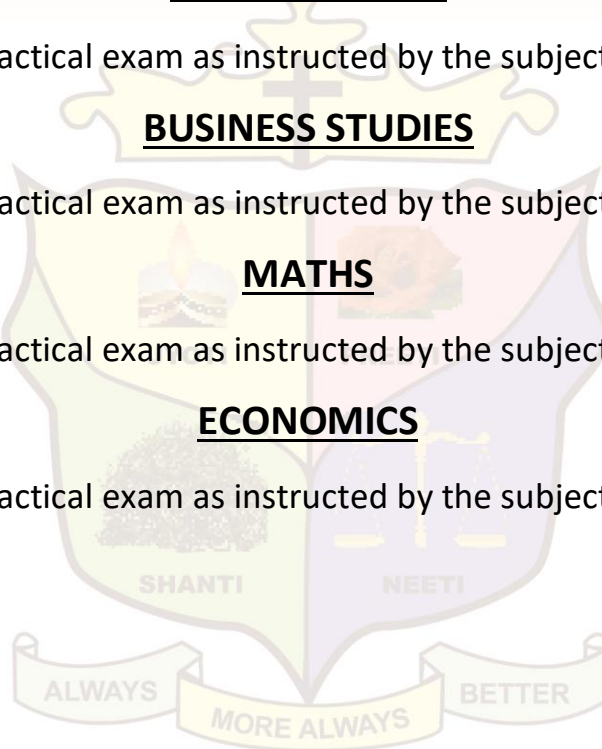 actical exam as instructed by the subject
BUSINESS STUDIES
actical exam as instructed by the subject
MATHS
actical exam as instructed by the subject
ECONOMICS
actical exam as instructed by the subject
SHANTI NEETI
ALWAYS MORE ALWAYS BETTER